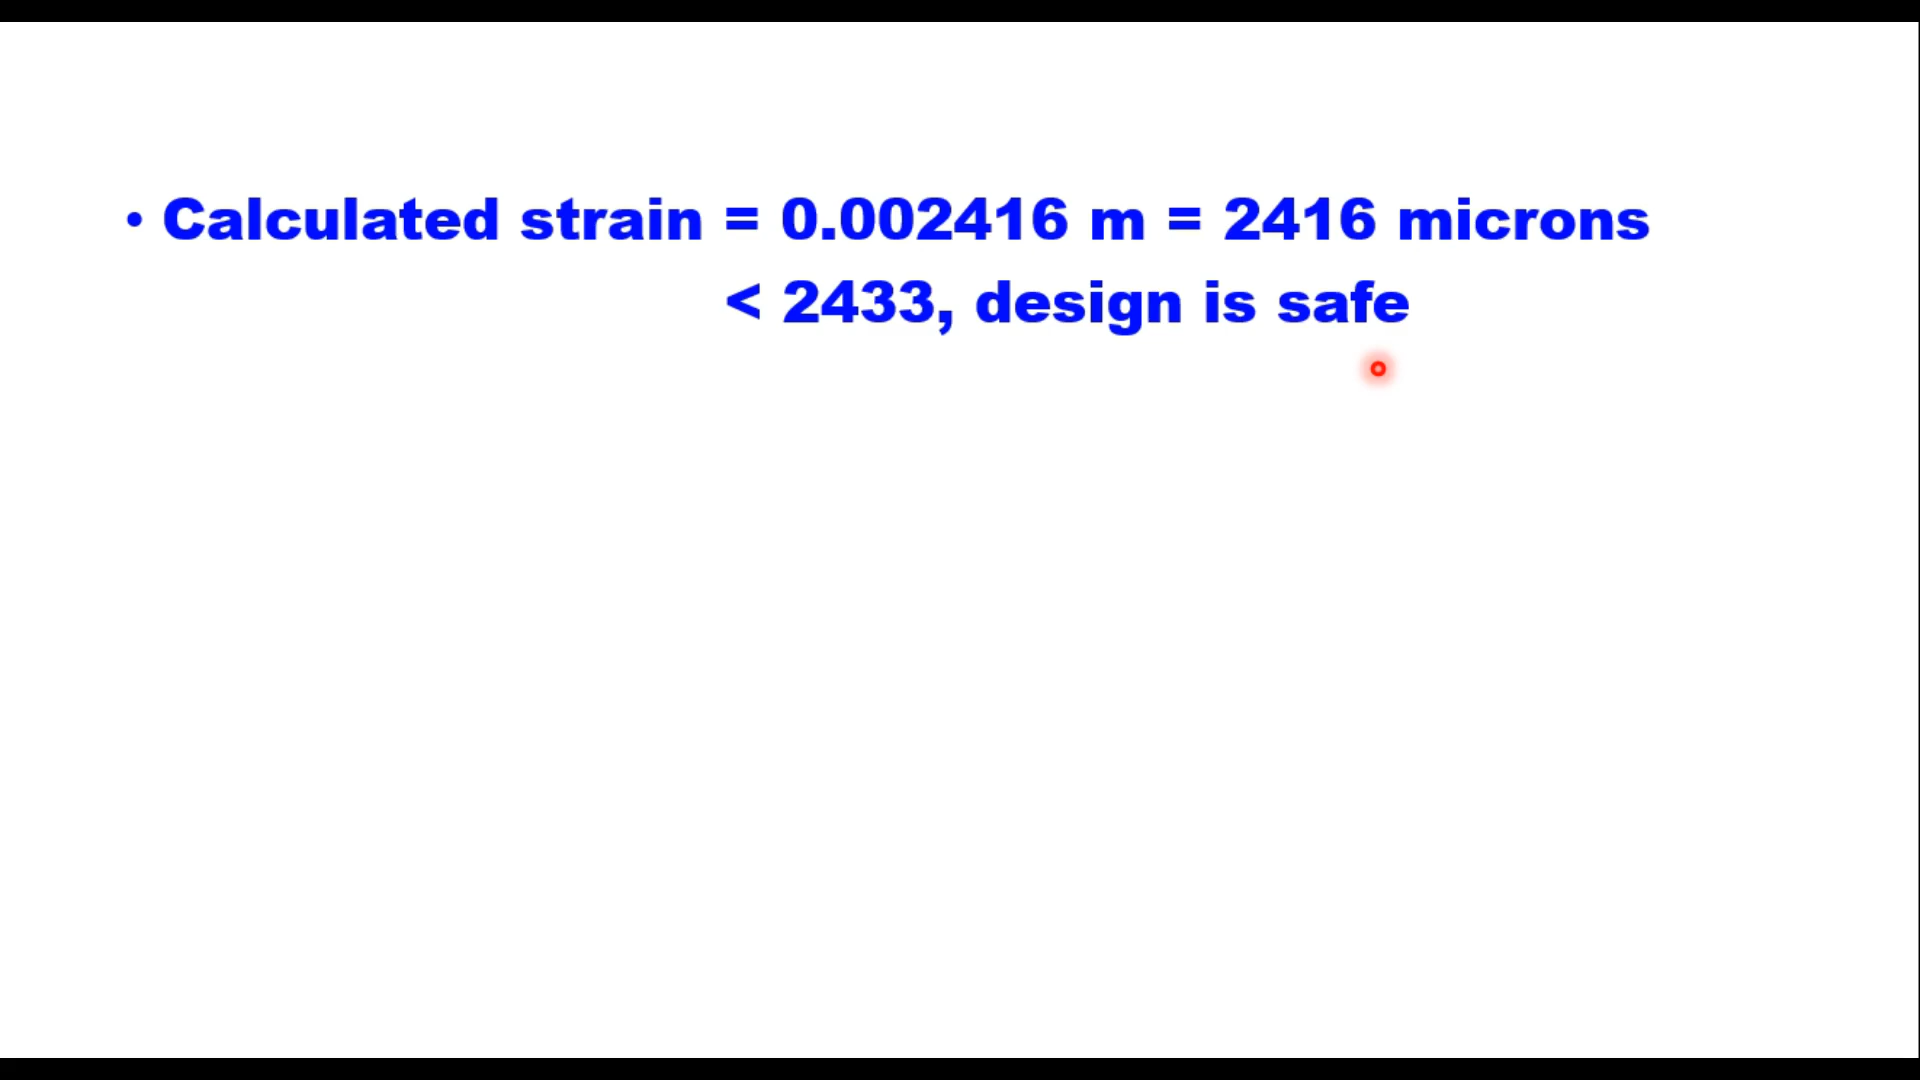 • Calculated strain = 0.002416 m = 2416 microns
< 2433, design is safe